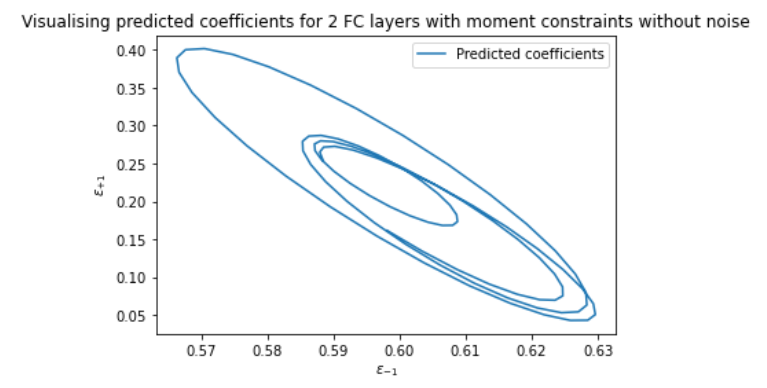 Visualising predicted coefficients for 2 FC layers with moment constraints without noise
Predicted coefficients
0.40
0.35
0.30
0.25
0.20
0.15
0.10
0.05
ε₊₁
0.57 0.58 0.59 0.60 0.61 0.62 0.63
ε₋₁